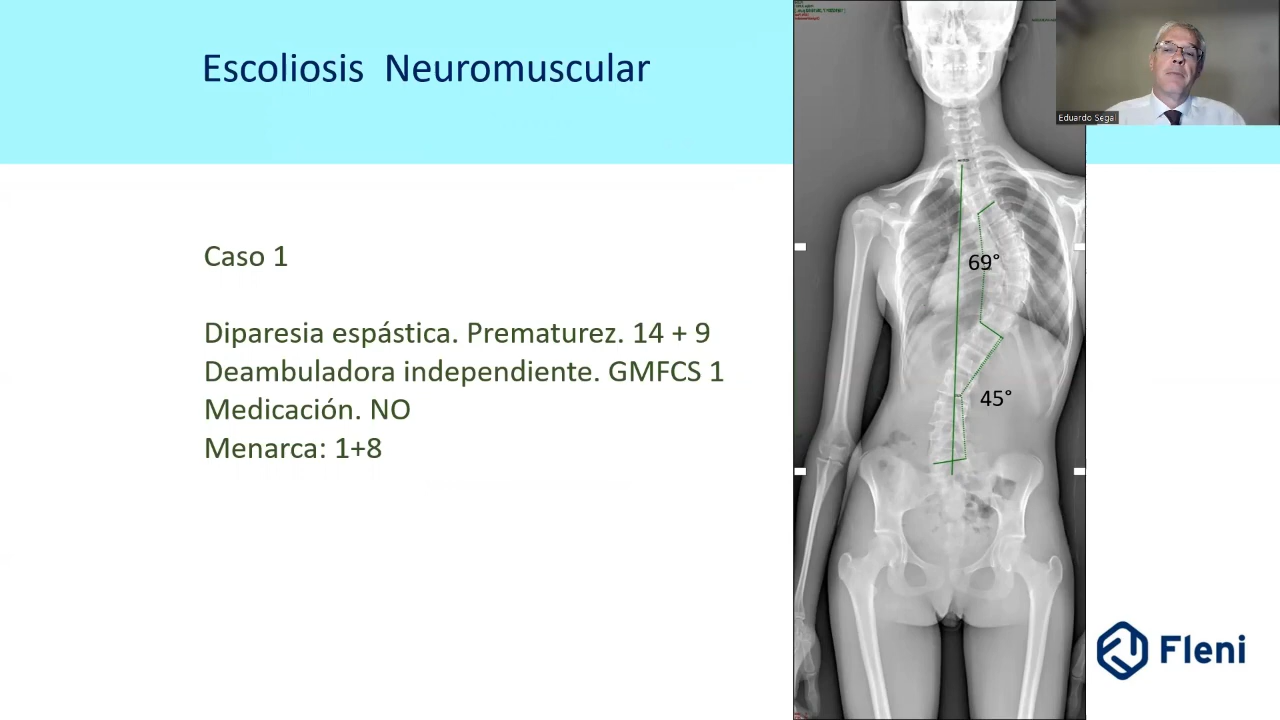 Escoliosis Neuromuscular
Eduardo Segal
69°
Caso 1
Diparesia espástica. Prematurez. 14 + 9
Deambuladora independiente. GMFCS 1
45°
Medicación. NO
Menarca: 1+8
Fleni